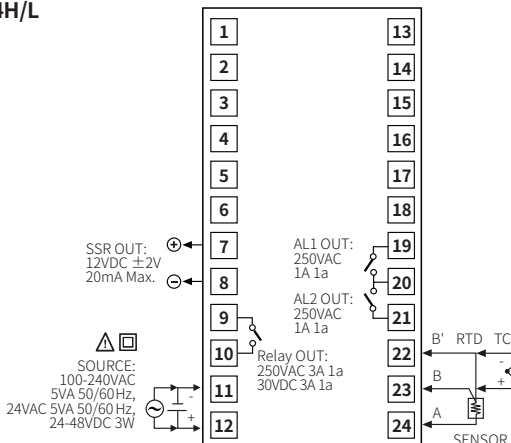 4H/L
1
2
3
4
5
6
7
8
9
10
11
12
13
14
15
16
17
18
19
20
21
22
23
24
SSR OUT:
12VDC ±2V
20mA Max.
+
-
SOURCE:
100-240VAC
5VA 50/60Hz,
24VAC 5VA 50/60Hz,
24-48VDC 3W
-
+
Relay OUT:
250VAC 3A 1a
30VDC 3A 1a
AL1 OUT:
250VAC
1A 1a
AL2 OUT:
250VAC
1A 1a
B' RTD TC
-
B
+
A
SENSOR